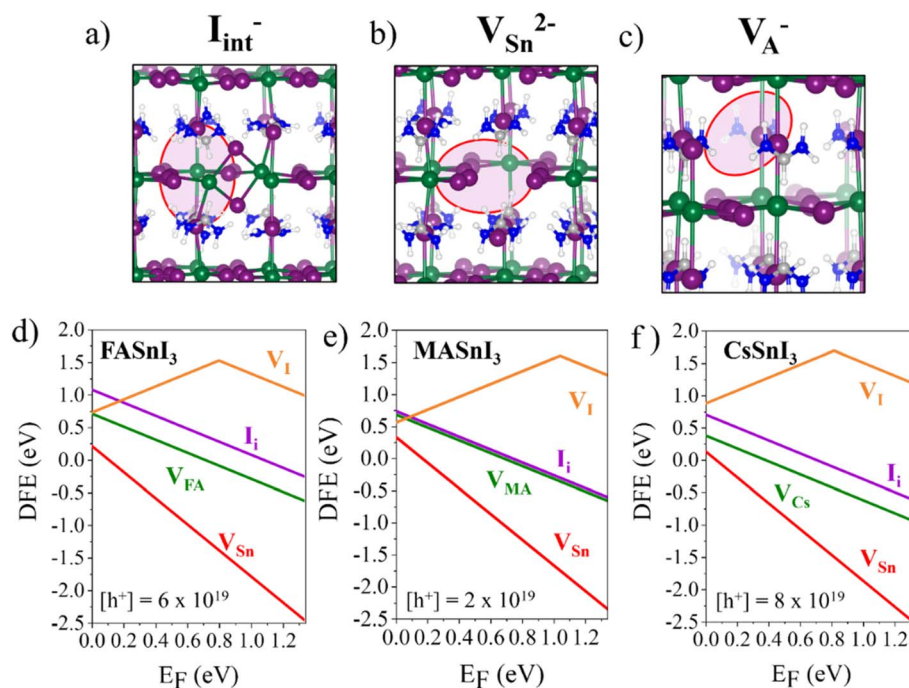 I_int^-
V_Sn^2-
V_A^-
a)
b)
c)
d)
FASnI₃
e)
MASnI₃
f)
CsSnI₃
DFE (eV)
2.0
1.5
1.0
0.5
0.0
-0.5
-1.0
-1.5
-2.0
-2.5
V_I
I_i
V_FA
V_Sn
[h⁺] = 6 x 10¹⁹
0.0 0.2 0.4 0.6 0.8 1.0 1.2
E_F (eV)
DFE (eV)
2.0
1.5
1.0
0.5
0.0
-0.5
-1.0
-1.5
-2.0
-2.5
V_I
I_i
V_MA
V_Sn
[h⁺] = 2 x 10¹⁹
0.0 0.2 0.4 0.6 0.8 1.0 1.2
E_F (eV)
DFE (eV)
2.0
1.5
1.0
0.5
0.0
-0.5
-1.0
-1.5
-2.0
-2.5
V_I
I_i
V_Cs
V_Sn
[h⁺] = 8 x 10¹⁹
0.0 0.2 0.4 0.6 0.8 1.0 1.2
E_F (eV)